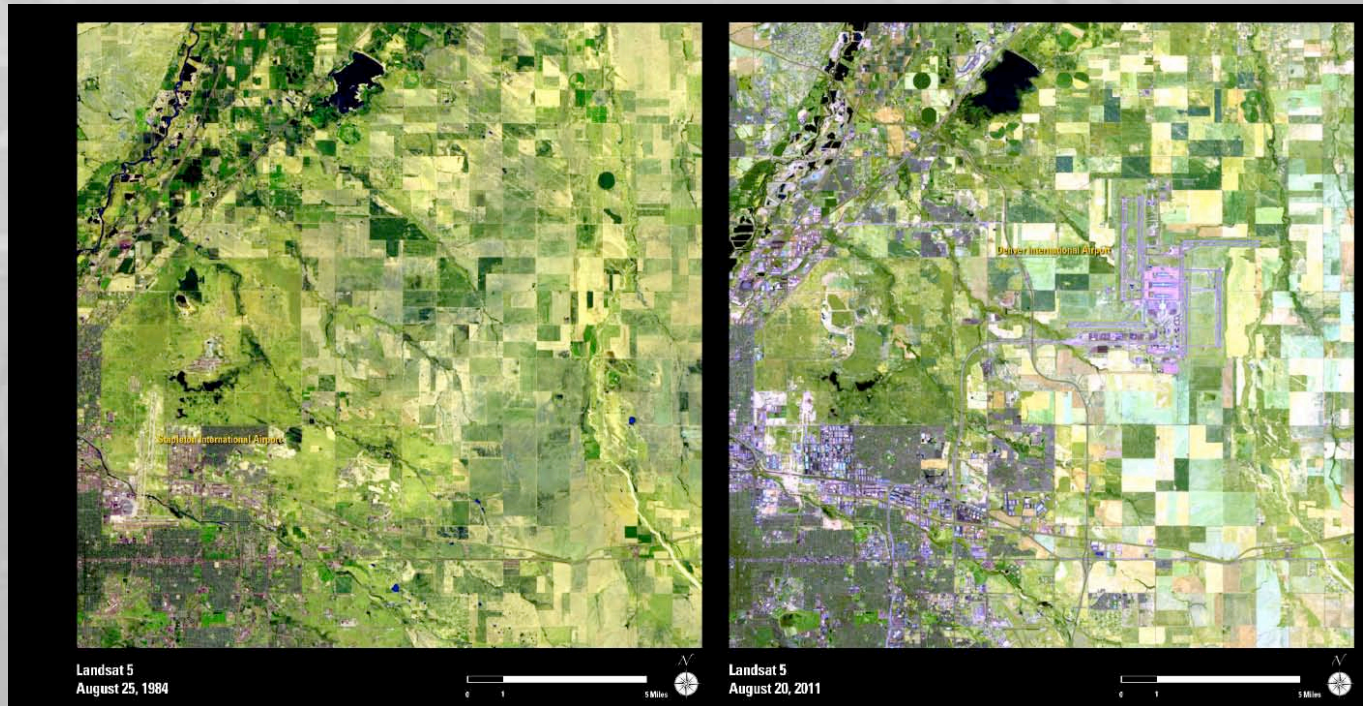 Stapleton International Airport
Landsat 5
August 25, 1984
0 1 5 Miles
N
Denver International Airport
Landsat 5
August 20, 2011
0 1 5 Miles
N